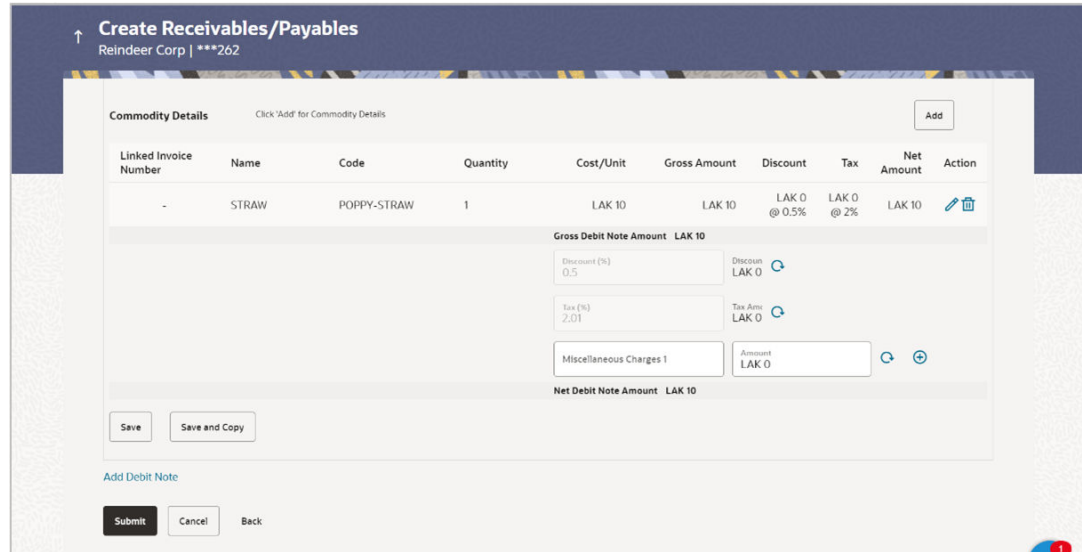 ↑ Create Receivables/Payables
Reindeer Corp | ***262
Commodity Details Click 'Add' for Commodity Details Add
Linked Invoice Number Name Code Quantity Cost/Unit Gross Amount Discount Tax Net Amount Action
- STRAW POPPY-STRAW 1 LAK 10 LAK 10 LAK 0 @ 0.5% LAK 0 @ 2% LAK 10
Gross Debit Note Amount LAK 10
Discount (%) Discoun
0.5 LAK 0
Tax (%) Tax Am
2.01 LAK 0
Miscellaneous Charges 1 Amount
LAK 0
Net Debit Note Amount LAK 10
Save Save and Copy
Add Debit Note
Submit Cancel Back
1